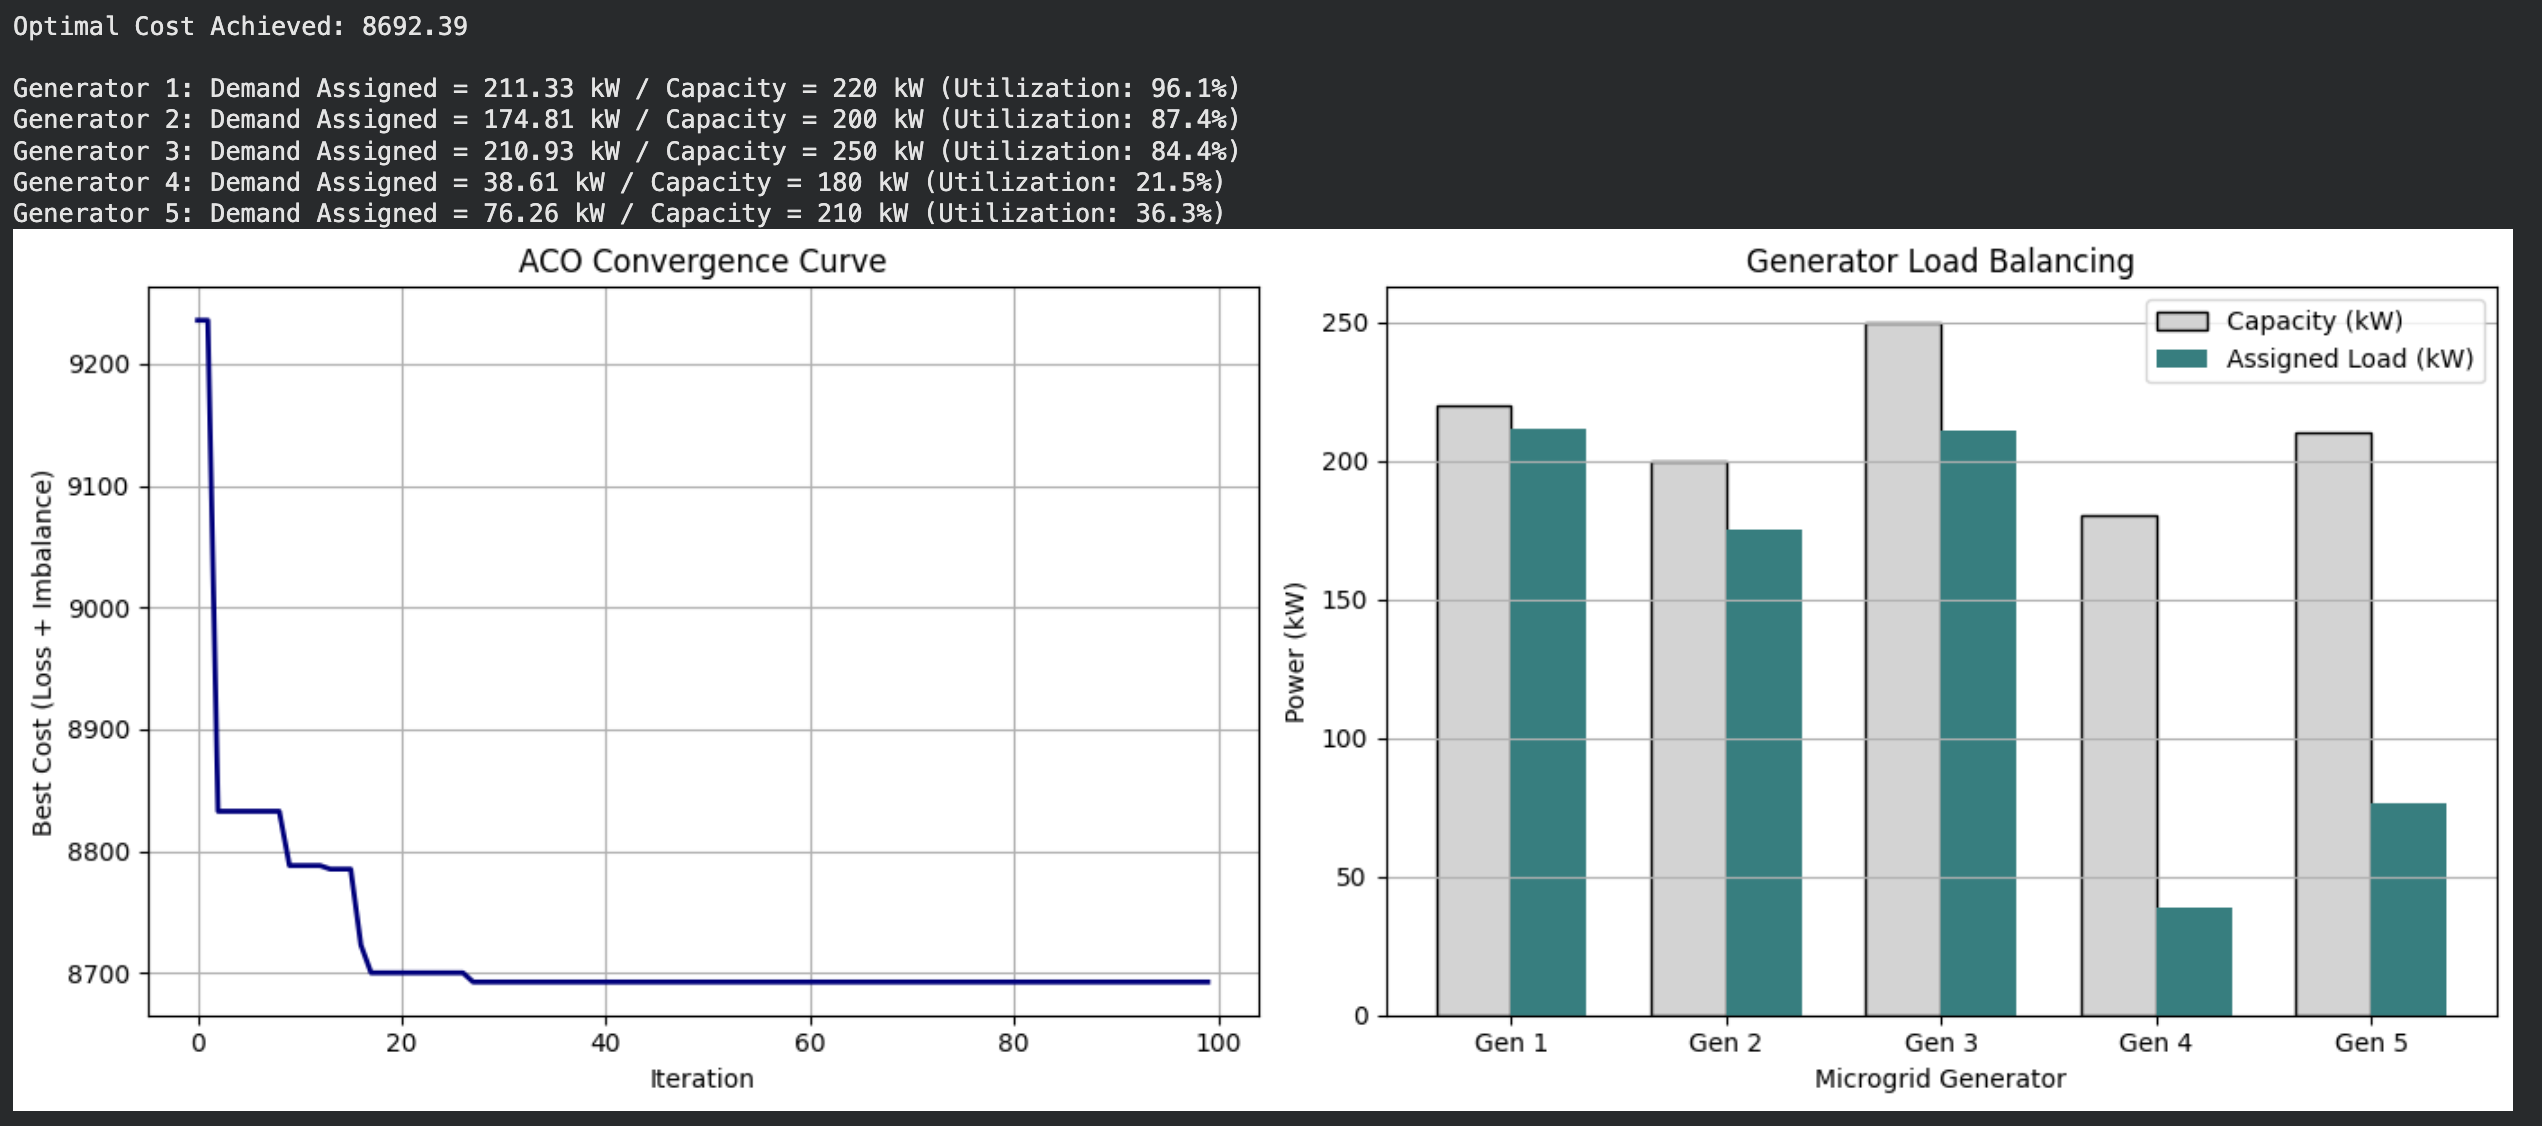 Optimal Cost Achieved: 8692.39
Generator 1: Demand Assigned = 211.33 kW / Capacity = 220 kW (Utilization: 96.1%)
Generator 2: Demand Assigned = 174.81 kW / Capacity = 200 kW (Utilization: 87.4%)
Generator 3: Demand Assigned = 210.93 kW / Capacity = 250 kW (Utilization: 84.4%)
Generator 4: Demand Assigned = 38.61 kW / Capacity = 180 kW (Utilization: 21.5%)
Generator 5: Demand Assigned = 76.26 kW / Capacity = 210 kW (Utilization: 36.3%)
ACO Convergence Curve
Best Cost (Loss + Imbalance)
9200
9100
9000
8900
8800
8700
0 20 40 60 80 100
Iteration
Generator Load Balancing
Capacity (kW)
Assigned Load (kW)
Power (kW)
250
200
150
100
50
0
Gen 1 Gen 2 Gen 3 Gen 4 Gen 5
Microgrid Generator